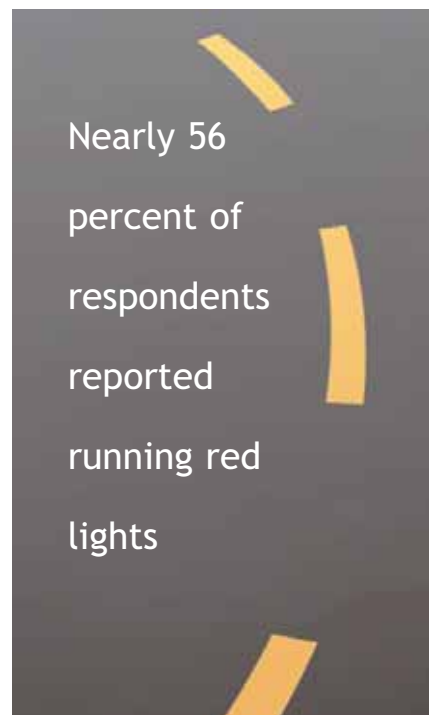 Nearly 56
percent of
respondents
reported
running red
lights